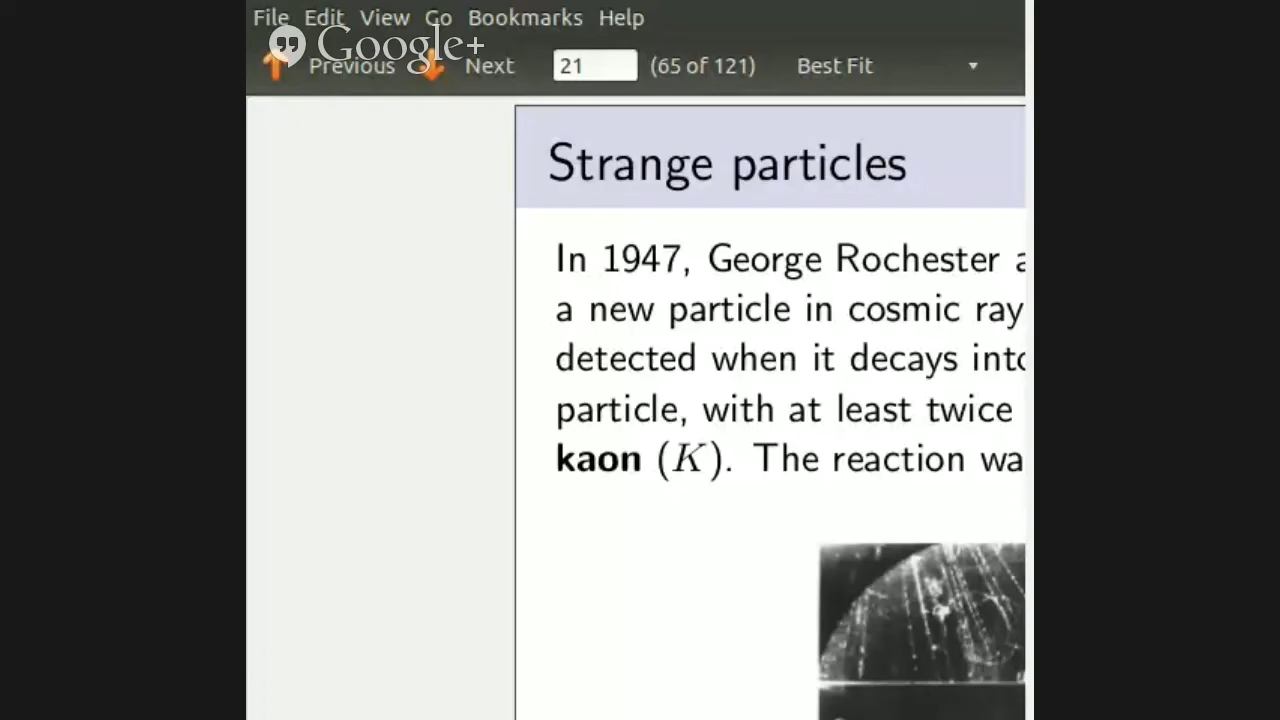 File Edit View Go Bookmarks Help
Google+
Previous Next 21 (65 of 121) Best Fit
Strange particles
In 1947, George Rochester
a new particle in cosmic ray
detected when it decays into
particle, with at least twice
kaon (K). The reaction wa